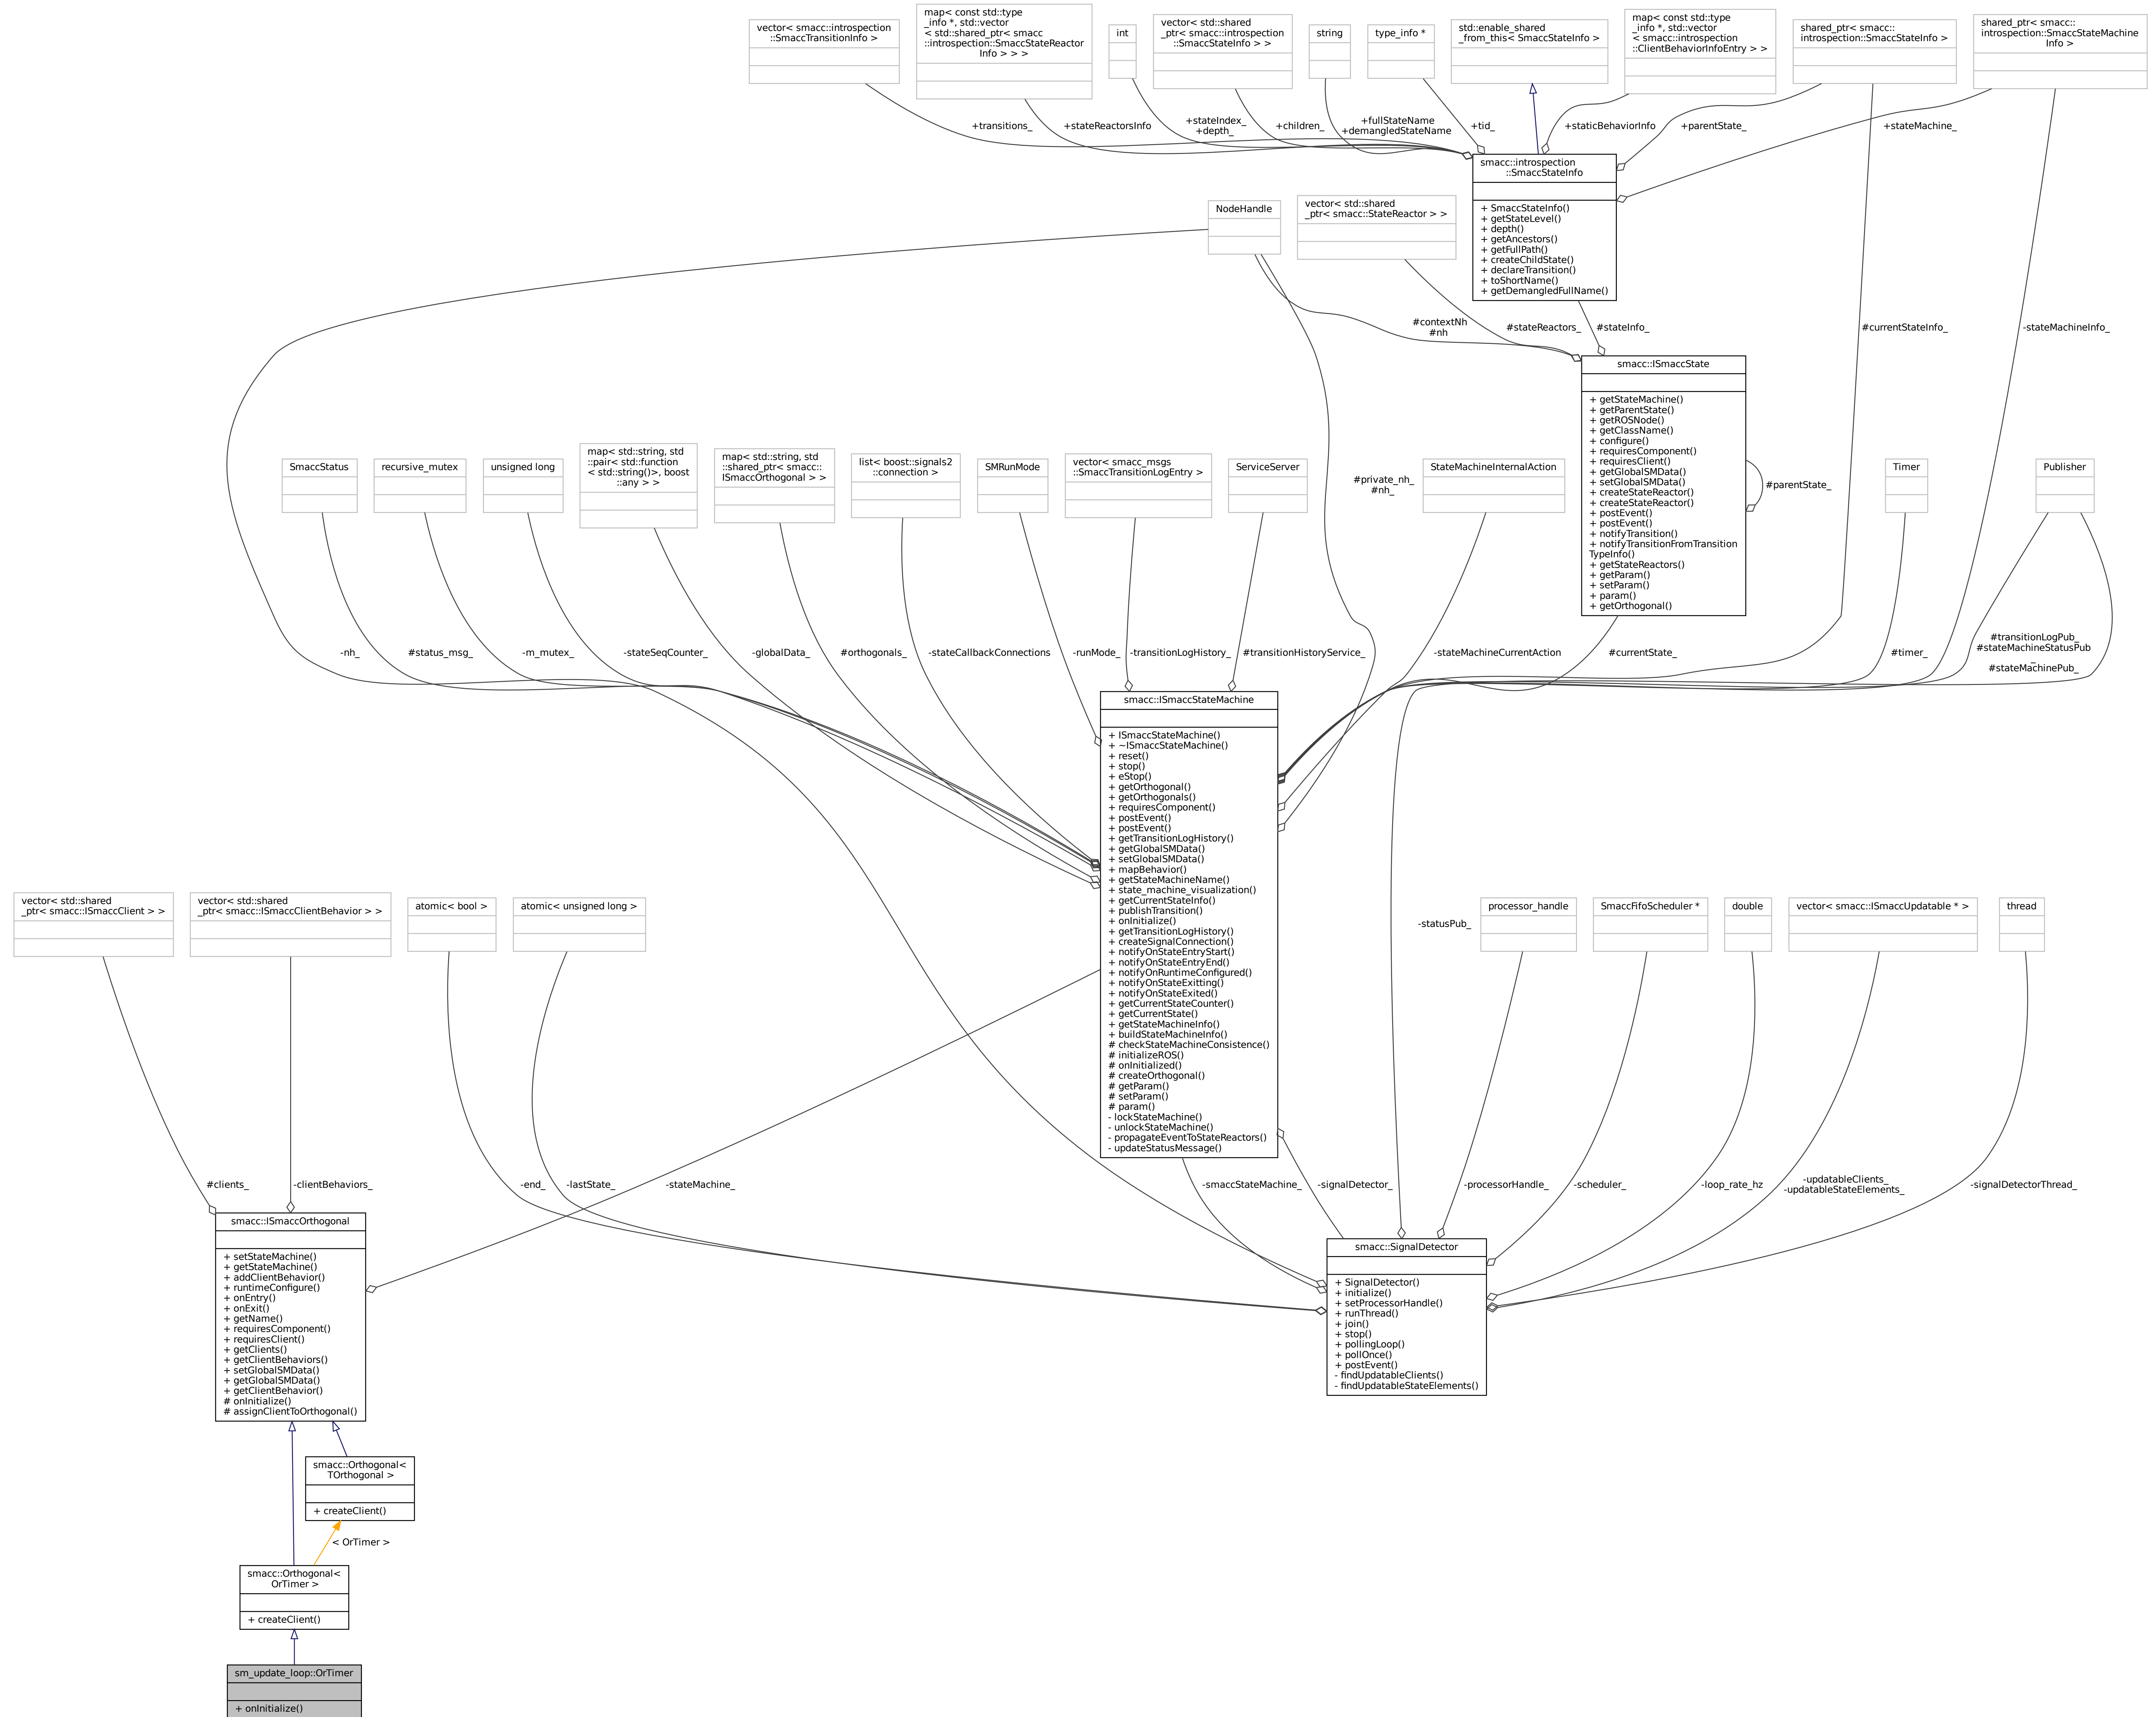 vector< smacc::introspection
::SmaccTransitionInfo >
map< const std::type
_info *, std::vector
< std::shared_ptr< smacc
::introspection::SmaccStateReactor
Info > > >
int
vector< std::shared
_ptr< smacc::introspection
::SmaccStateInfo > >
string
type_info *
std::enable_shared
_from_this< SmaccStateInfo >
map< const std::type
_info *, std::vector
< smacc::introspection
::ClientBehaviorInfoEntry > >
shared_ptr< smacc::
introspection::SmaccStateInfo >
shared_ptr< smacc::
introspection::SmaccStateMachine
Info >
+transitions_
+stateReactorsInfo
+stateIndex_
+depth_
+children_
+fullStateName
+demangledStateName
+tid_
+staticBehaviorInfo
+parentState_
+stateMachine_
smacc::introspection
::SmaccStateInfo
+ SmaccStateInfo()
+ getStateLevel()
+ depth()
+ getAncestors()
+ getFullPath()
+ createChildState()
+ declareTransition()
+ toShortName()
+ getDemangledFullName()
NodeHandle
vector< std::shared
_ptr< smacc::StateReactor > >
#contextNh
#nh
#stateReactors_
#stateInfo_
#currentStateInfo_
-stateMachineInfo_
smacc::ISmaccState
+ getStateMachine()
+ getParentState()
+ getROSNode()
+ getClassName()
+ configure()
+ requiresComponent()
+ requiresClient()
+ getGlobalSMData()
+ setGlobalSMData()
+ createStateReactor()
+ createStateReactor()
+ postEvent()
+ postEvent()
+ notifyTransition()
+ notifyTransitionFromTransition
TypeInfo()
+ getStateReactors()
+ getParam()
+ setParam()
+ param()
+ getOrthogonal()
#parentState_
SmaccStatus
recursive_mutex
unsigned long
map< std::string, std
::pair< std::function
< std::string()>, boost
::any > >
map< std::string, std
::shared_ptr< smacc::
ISmaccOrthogonal > >
list< boost::signals2
::connection >
SMRunMode
vector< smacc_msgs
::SmaccTransitionLogEntry >
ServiceServer
#private_nh_
#nh_
StateMachineInternalAction
Timer
Publisher
-nh_
#status_msg_
-m_mutex_
-stateSeqCounter_
-globalData_
#orthogonals_
-stateCallbackConnections
-runMode_
-transitionLogHistory_
#transitionHistoryService_
-stateMachineCurrentAction
#currentState_
#timer_
#transitionLogPub_
#stateMachineStatusPub
_
#stateMachinePub_
smacc::ISmaccStateMachine
+ ISmaccStateMachine()
+ ~ISmaccStateMachine()
+ reset()
+ stop()
+ eStop()
+ getOrthogonal()
+ getOrthogonals()
+ requiresComponent()
+ postEvent()
+ postEvent()
+ getTransitionLogHistory()
+ getGlobalSMData()
+ setGlobalSMData()
+ mapBehavior()
+ getStateMachineName()
+ state_machine_visualization()
+ getCurrentStateInfo()
+ publishTransition()
+ onInitialize()
+ getTransitionLogHistory()
+ createSignalConnection()
+ notifyOnStateEntryStart()
+ notifyOnStateEntryEnd()
+ notifyOnRuntimeConfigured()
+ notifyOnStateExitting()
+ notifyOnStateExited()
+ getCurrentStateCounter()
+ getCurrentState()
+ getStateMachineInfo()
+ buildStateMachineInfo()
# checkStateMachineConsistence()
# initializeROS()
# onInitialized()
# createOrthogonal()
# getParam()
# setParam()
# param()
- lockStateMachine()
- unlockStateMachine()
- propagateEventToStateReactors()
- updateStatusMessage()
vector< std::shared
_ptr< smacc::ISmaccClient > >
vector< std::shared
_ptr< smacc::ISmaccClientBehavior > >
atomic< bool >
atomic< unsigned long >
-statusPub_
processor_handle
SmaccFifoScheduler *
double
vector< smacc::ISmaccUpdatable * >
thread
#clients_
-clientBehaviors_
-end_
-lastState_
-stateMachine_
-smaccStateMachine_
-signalDetector_
-processorHandle_
-scheduler_
-loop_rate_hz
-updatableClients_
-updatableStateElements_
-signalDetectorThread_
smacc::ISmaccOrthogonal
+ setStateMachine()
+ getStateMachine()
+ addClientBehavior()
+ runtimeConfigure()
+ onEntry()
+ onExit()
+ getName()
+ requiresComponent()
+ requiresClient()
+ getClients()
+ getClientBehaviors()
+ setGlobalSMData()
+ getGlobalSMData()
+ getClientBehavior()
# onInitialize()
# assignClientToOrthogonal()
smacc::SignalDetector
+ SignalDetector()
+ initialize()
+ setProcessorHandle()
+ runThread()
+ join()
+ stop()
+ pollingLoop()
+ pollOnce()
+ postEvent()
- findUpdatableClients()
- findUpdatableStateElements()
smacc::Orthogonal<
TOrthogonal >
+ createClient()
< OrTimer >
smacc::Orthogonal<
OrTimer >
+ createClient()
sm_update_loop::OrTimer
+ onInitialize()